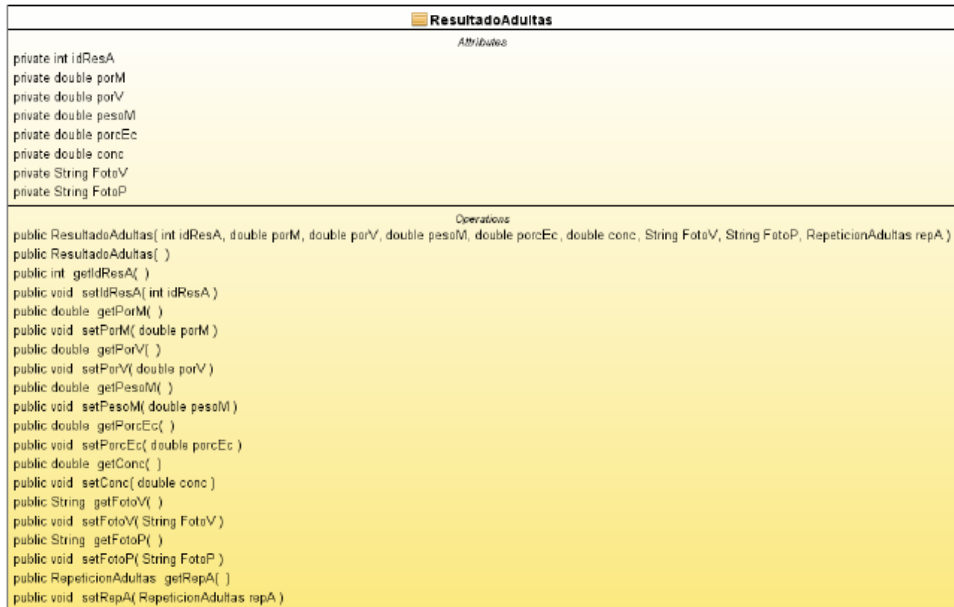 ResultadoAdultas
Attributes
private int idResA
private double porM
private double porV
private double pesoM
private double porcEc
private double conc
private String FotoV
private String FotoP
Operations
public ResultadoAdultas( int idResA, double porM, double porV, double pesoM, double porcEc, double conc, String FotoV, String FotoP, RepeticionAdultas repA )
public ResultadoAdultas( )
public int getIdResA( )
public void setIdResA( int idResA )
public double getPorM( )
public void setPorM( double porM )
public double getPorV( )
public void setPorV( double porV )
public double getPesoM( )
public void setPesoM( double pesoM )
public double getPorcEc( )
public void setPorcEc( double porcEc )
public double getConc( )
public void setConc( double conc )
public String getFotoV( )
public void setFotoV( String FotoV )
public String getFotoP( )
public void setFotoP( String FotoP )
public RepeticionAdultas getRepA( )
public void setRepA( RepeticionAdultas repA )